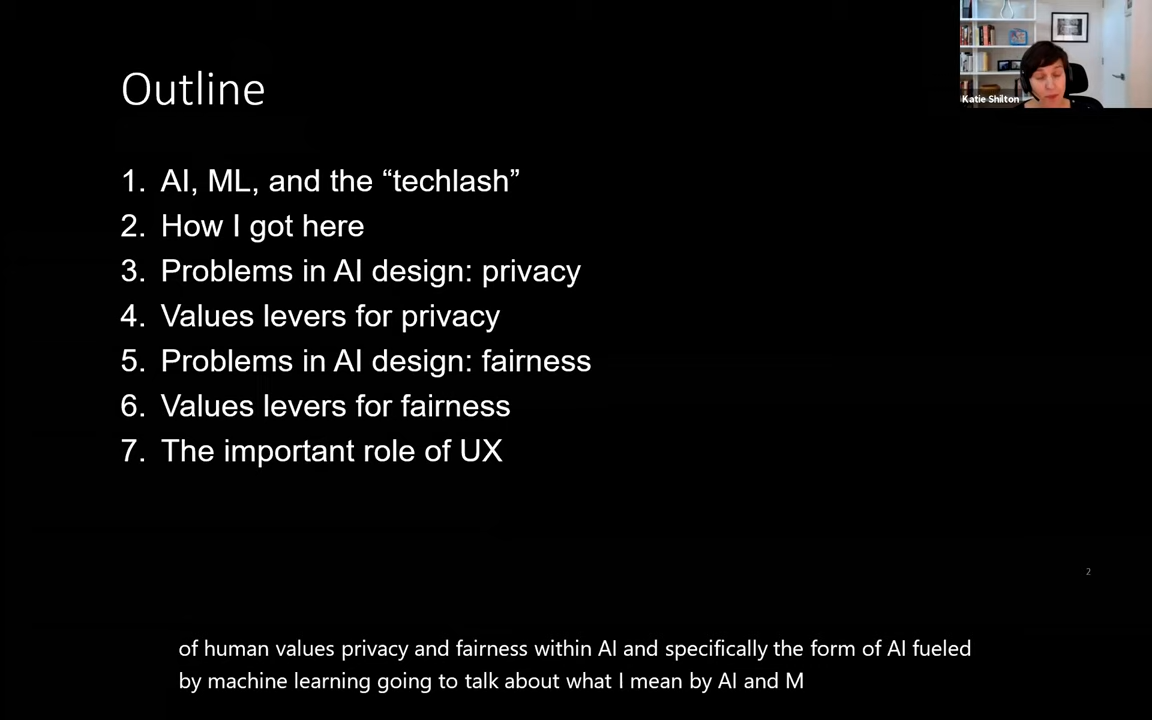 Outline
Katie Shilton
1. AI, ML, and the “techlash”
2. How I got here
3. Problems in AI design: privacy
4. Values levers for privacy
5. Problems in AI design: fairness
6. Values levers for fairness
7. The important role of UX
2
of human values privacy and fairness within AI and specifically the form of AI fueled
by machine learning going to talk about what I mean by AI and M